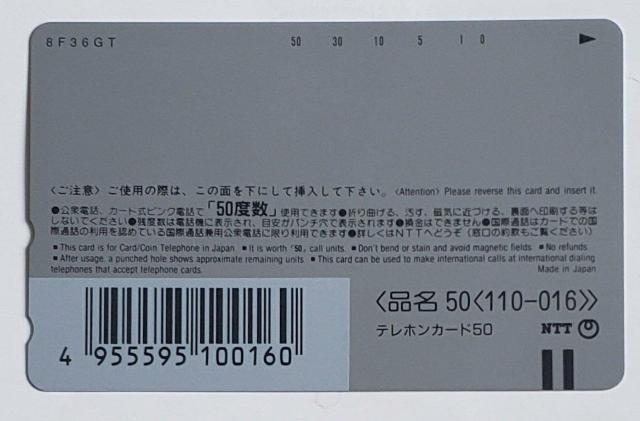 8F36GT 50 30 10 5 1 0
〈ご注意〉ご使用の際は、この面を下にして挿入して下さい。〈Attention〉Please reverse this card and insert it.
●公衆電話、カード式ピンク電話で「50度数」使用できます●折り曲げる、汚す、磁気に近づける、裏面へ印刷する等は
しないでください●残度数は電話機に表示され、目安がパンチ穴で表示されます●換金はできません●国際通話はカードでの国
際通話の利用を認めている国際通話兼用公衆電話に限り利用できます●詳しくはNTTへどうぞ(窓口の約款もご覧ください)
■This card is for Card/Coin Telephone in Japan. ■It is worth「50」call units. ■Don't bend or stain and avoid magnetic fields. ■No refunds.
■After usage, a punched hole shows approximate remaining units. ■This card can be used to make international calls at international dialing
telephones that accept telephone cards. Made in Japan
〈品名 50〈110-016〉〉
テレホンカード50 NTT
4 955595 100160